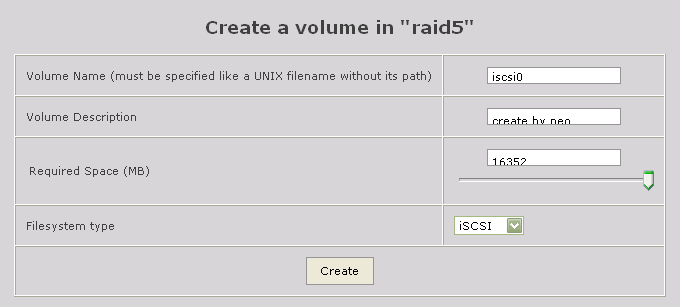 Create a volume in "raid5"
Volume Name (must be specified like a UNIX filename without its path)
iscsi0
Volume Description
create by neo
Required Space (MB)
16352
Filesystem type
iSCSI
Create